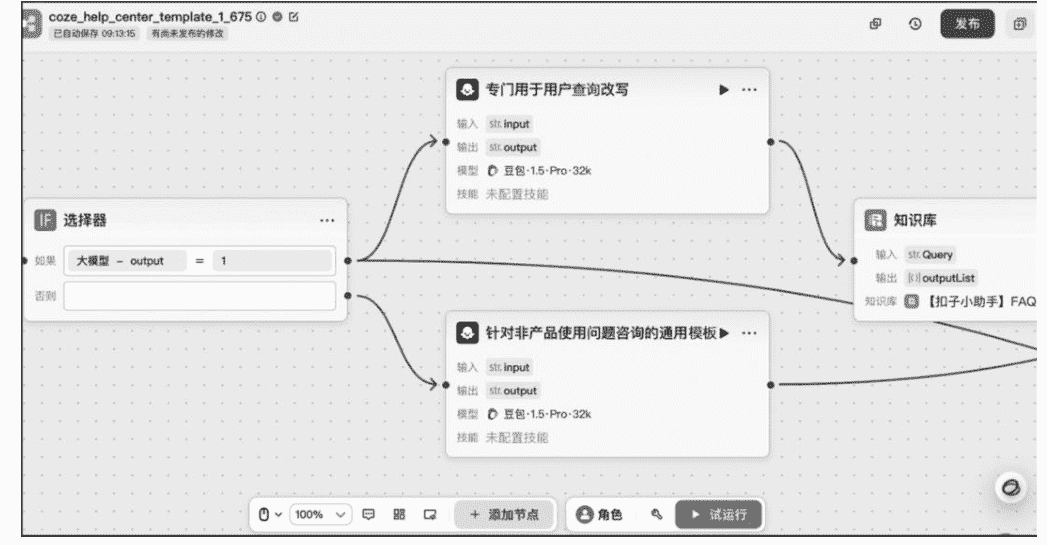 coze_help_center_template_1_675
已自动保存 09:13:15 有尚未发布的修改
发布
专门用于用户查询改写
输入 str. input
输出 str. output
模型 豆包·1.5·Pro·32k
技能 未配置技能
IF 选择器
如果 大模型 - output = 1
否则
知识库
输入 str. Query
输出 [()] outputList
知识库 【扣子小助手】FAQ
针对非产品使用问题咨询的通用模板
输入 str. input
输出 str. output
模型 豆包·1.5·Pro·32k
技能 未配置技能
100% + 添加节点 角色 试运行